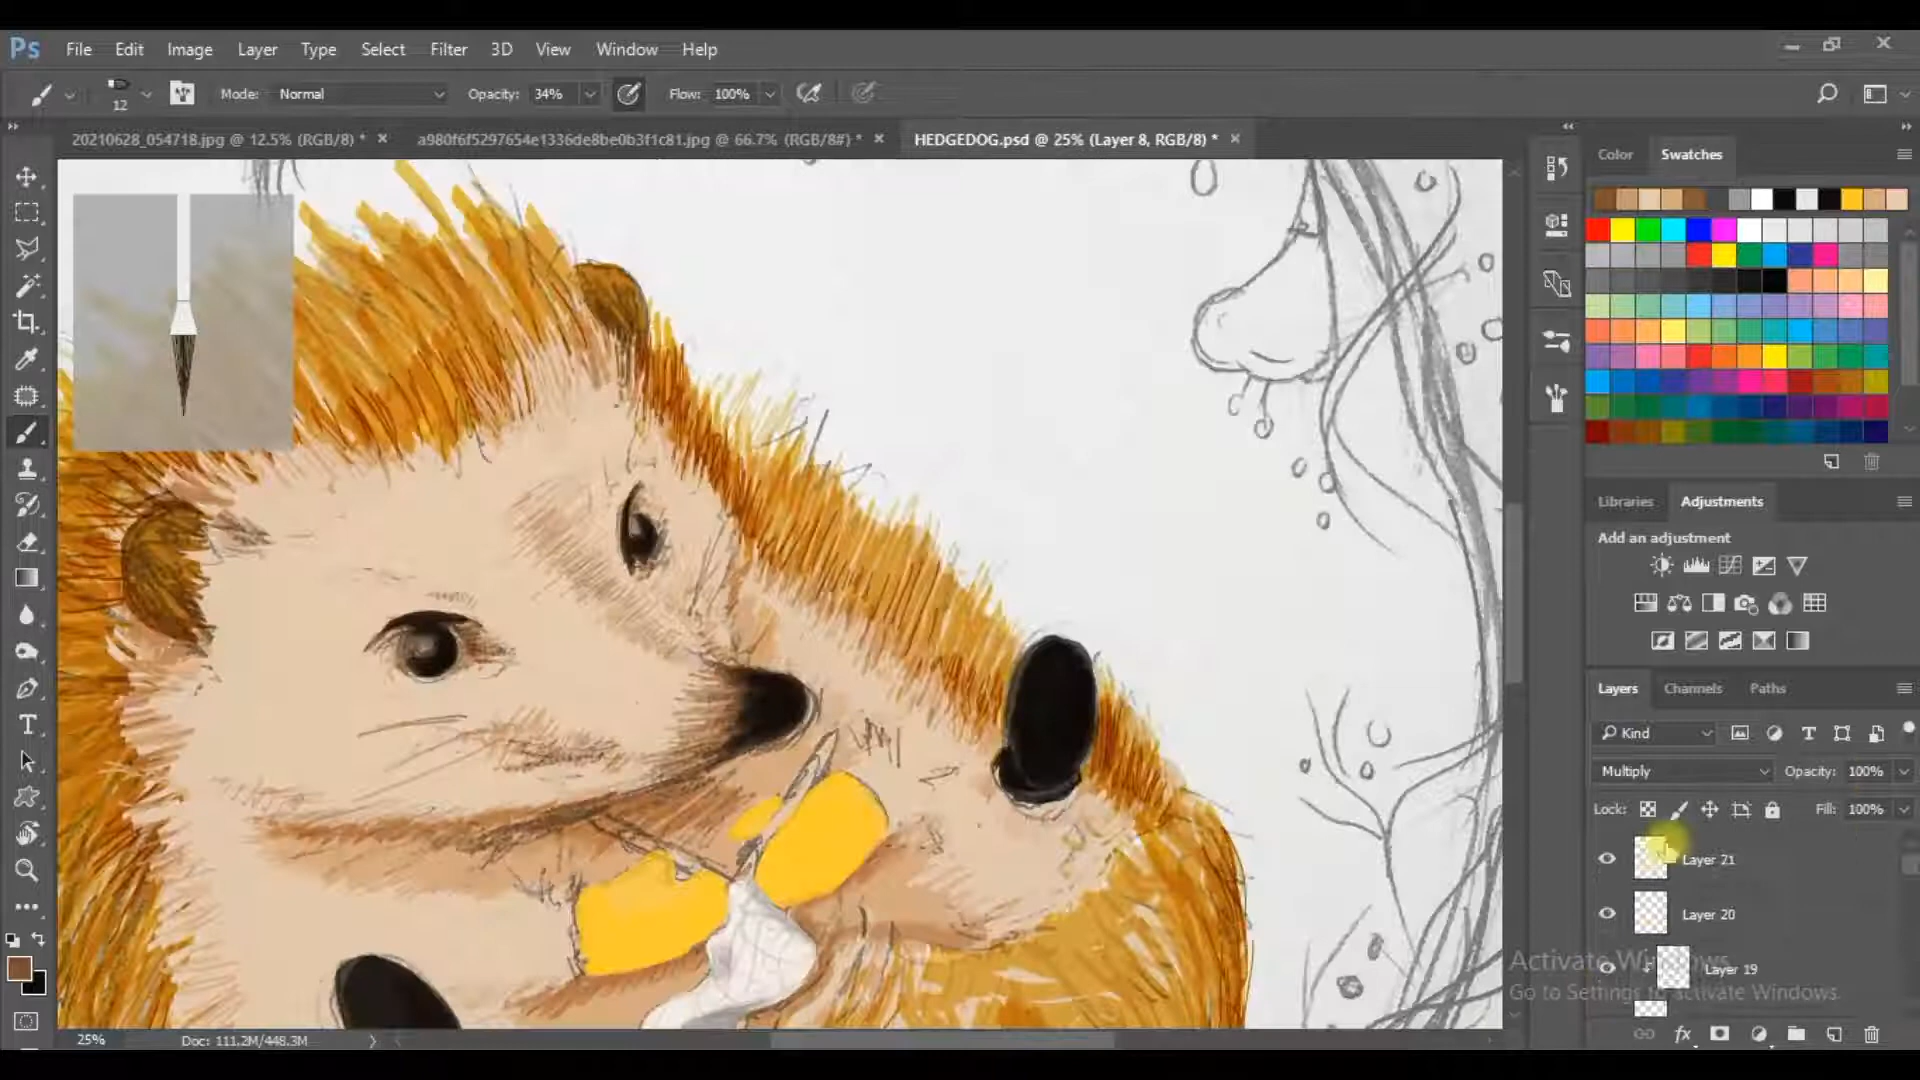 Ps File Edit Image Layer Type Select Filter 3D View Window Help
12 Mode: Normal Opacity: 34% Flow: 100%
20210628_054718.jpg @ 12.5% (RGB/8) * a980f6f5297654e1336de8be0b3f1c81.jpg @ 66.7% (RGB/8#) * HEDGEDOG.psd @ 25% (Layer 8, RGB/8) *
Color Swatches
Libraries Adjustments
Add an adjustment
Layers Channels Paths
Kind
Multiply Opacity: 100%
Lock: Fill: 100%
Layer 21
Layer 20
Layer 19
Activate Windows
Go to Settings to activate Windows.
25% Doc: 111.2M/448.3M
fx